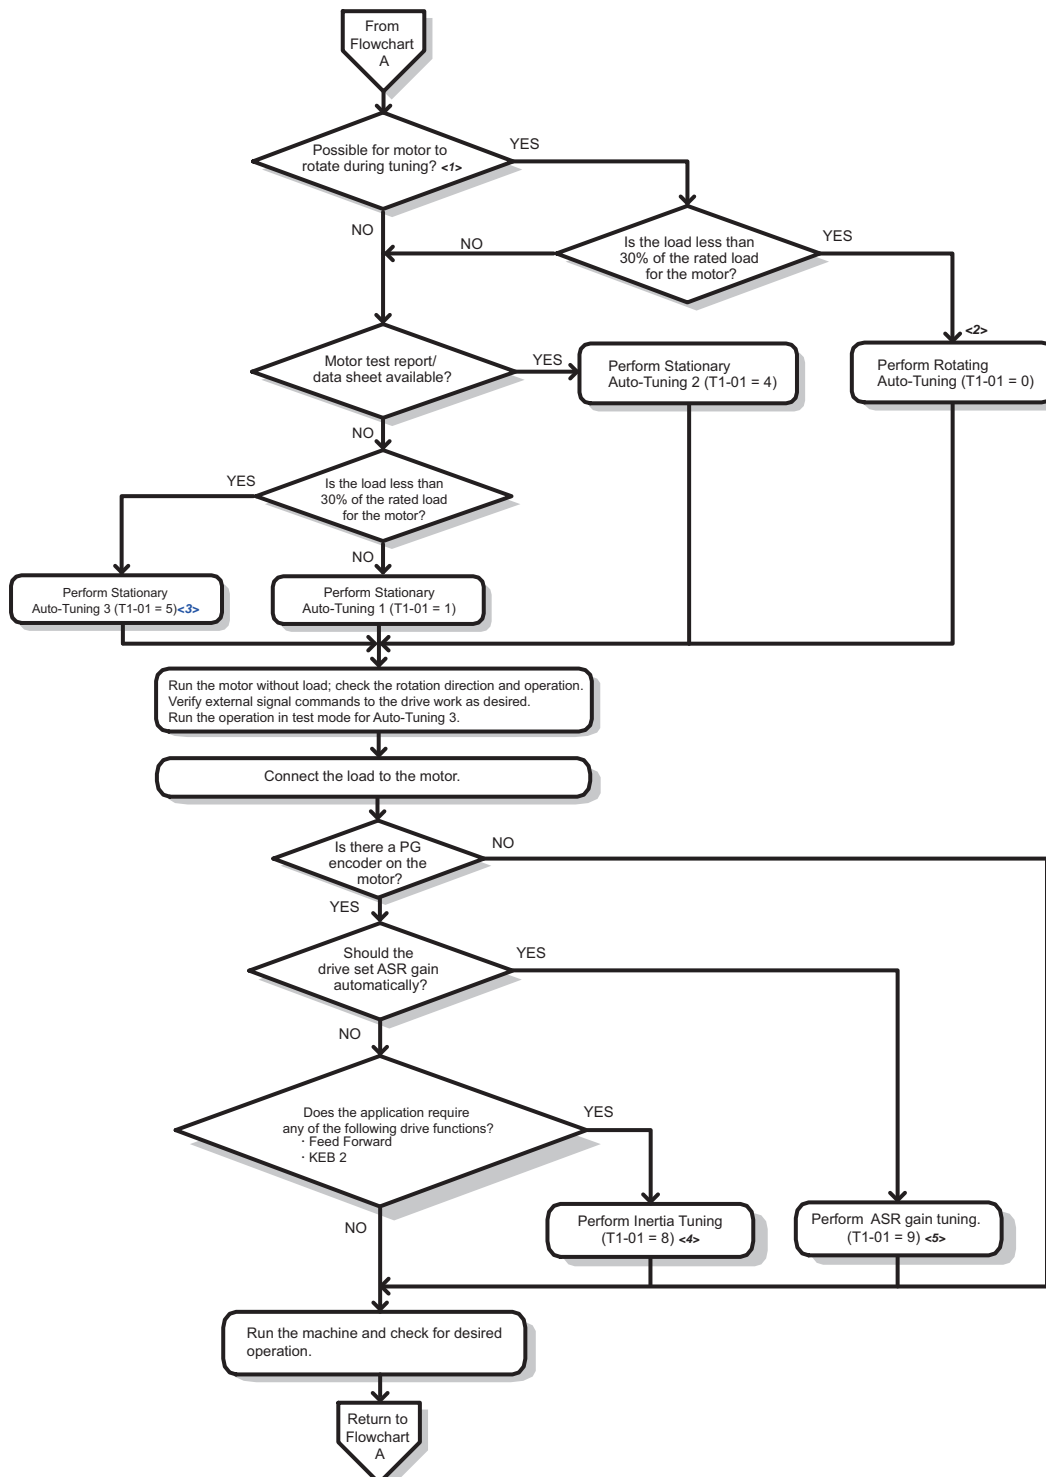 From
Flowchart
A
Possible for motor to
rotate during tuning? <1>
YES
NO
Is the load less than
30% of the rated load
for the motor?
NO
YES
<2>
Motor test report/
data sheet available?
YES
Perform Stationary
Auto-Tuning 2 (T1-01 = 4)
Perform Rotating
Auto-Tuning (T1-01 = 0)
NO
Is the load less than
30% of the rated load
for the motor?
YES
NO
Perform Stationary
Auto-Tuning 3 (T1-01 = 5)<3>
Perform Stationary
Auto-Tuning 1 (T1-01 = 1)
Run the motor without load; check the rotation direction and operation.
Verify external signal commands to the drive work as desired.
Run the operation in test mode for Auto-Tuning 3.
Connect the load to the motor.
Is there a PG
encoder on the
motor?
NO
YES
Should the
drive set ASR gain
automatically?
YES
NO
Does the application require
any of the following drive functions?
· Feed Forward
· KEB 2
YES
NO
Perform Inertia Tuning
(T1-01 = 8) <4>
Perform ASR gain tuning.
(T1-01 = 9) <5>
Run the machine and check for desired
operation.
Return to
Flowchart
A